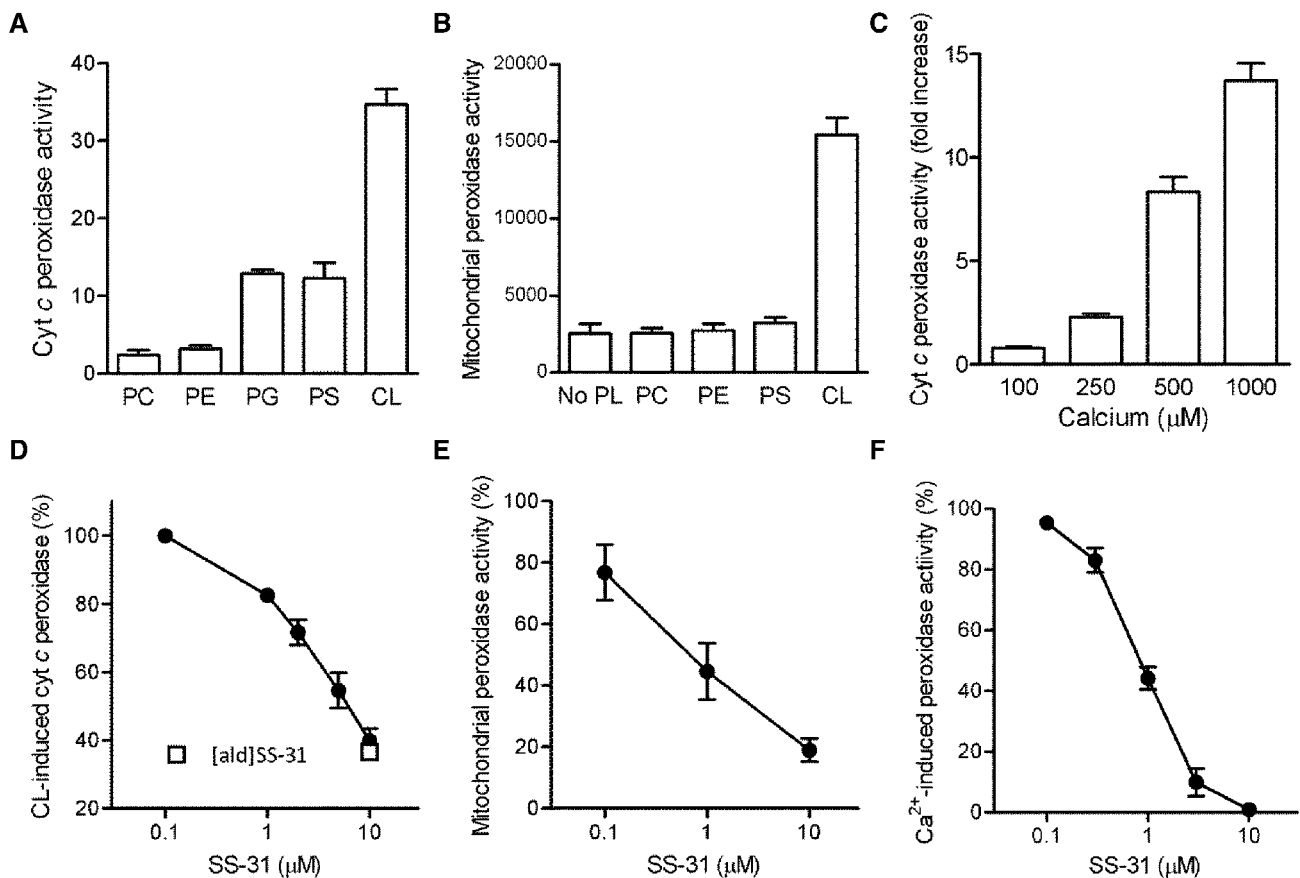 A
Cyt c peroxidase activity
40
30
20
10
0
PC PE PG PS CL
B
Mitochondrial peroxidase activity
20000
15000
10000
5000
0
No PL PC PE PS CL
C
Cyt c peroxidase activity (fold increase)
15
10
5
0
100 250 500 1000
Calcium (µM)
D
CL-induced cyt c peroxidase (%)
100
80
60
40
20
[ald]SS-31
0.1 1 10
SS-31 (µM)
E
Mitochondrial peroxidase activity (%)
100
80
60
40
20
0
0.1 1 10
SS-31 (µM)
F
Ca²⁺-induced peroxidase activity (%)
100
80
60
40
20
0
0.1 1 10
SS-31 (µM)